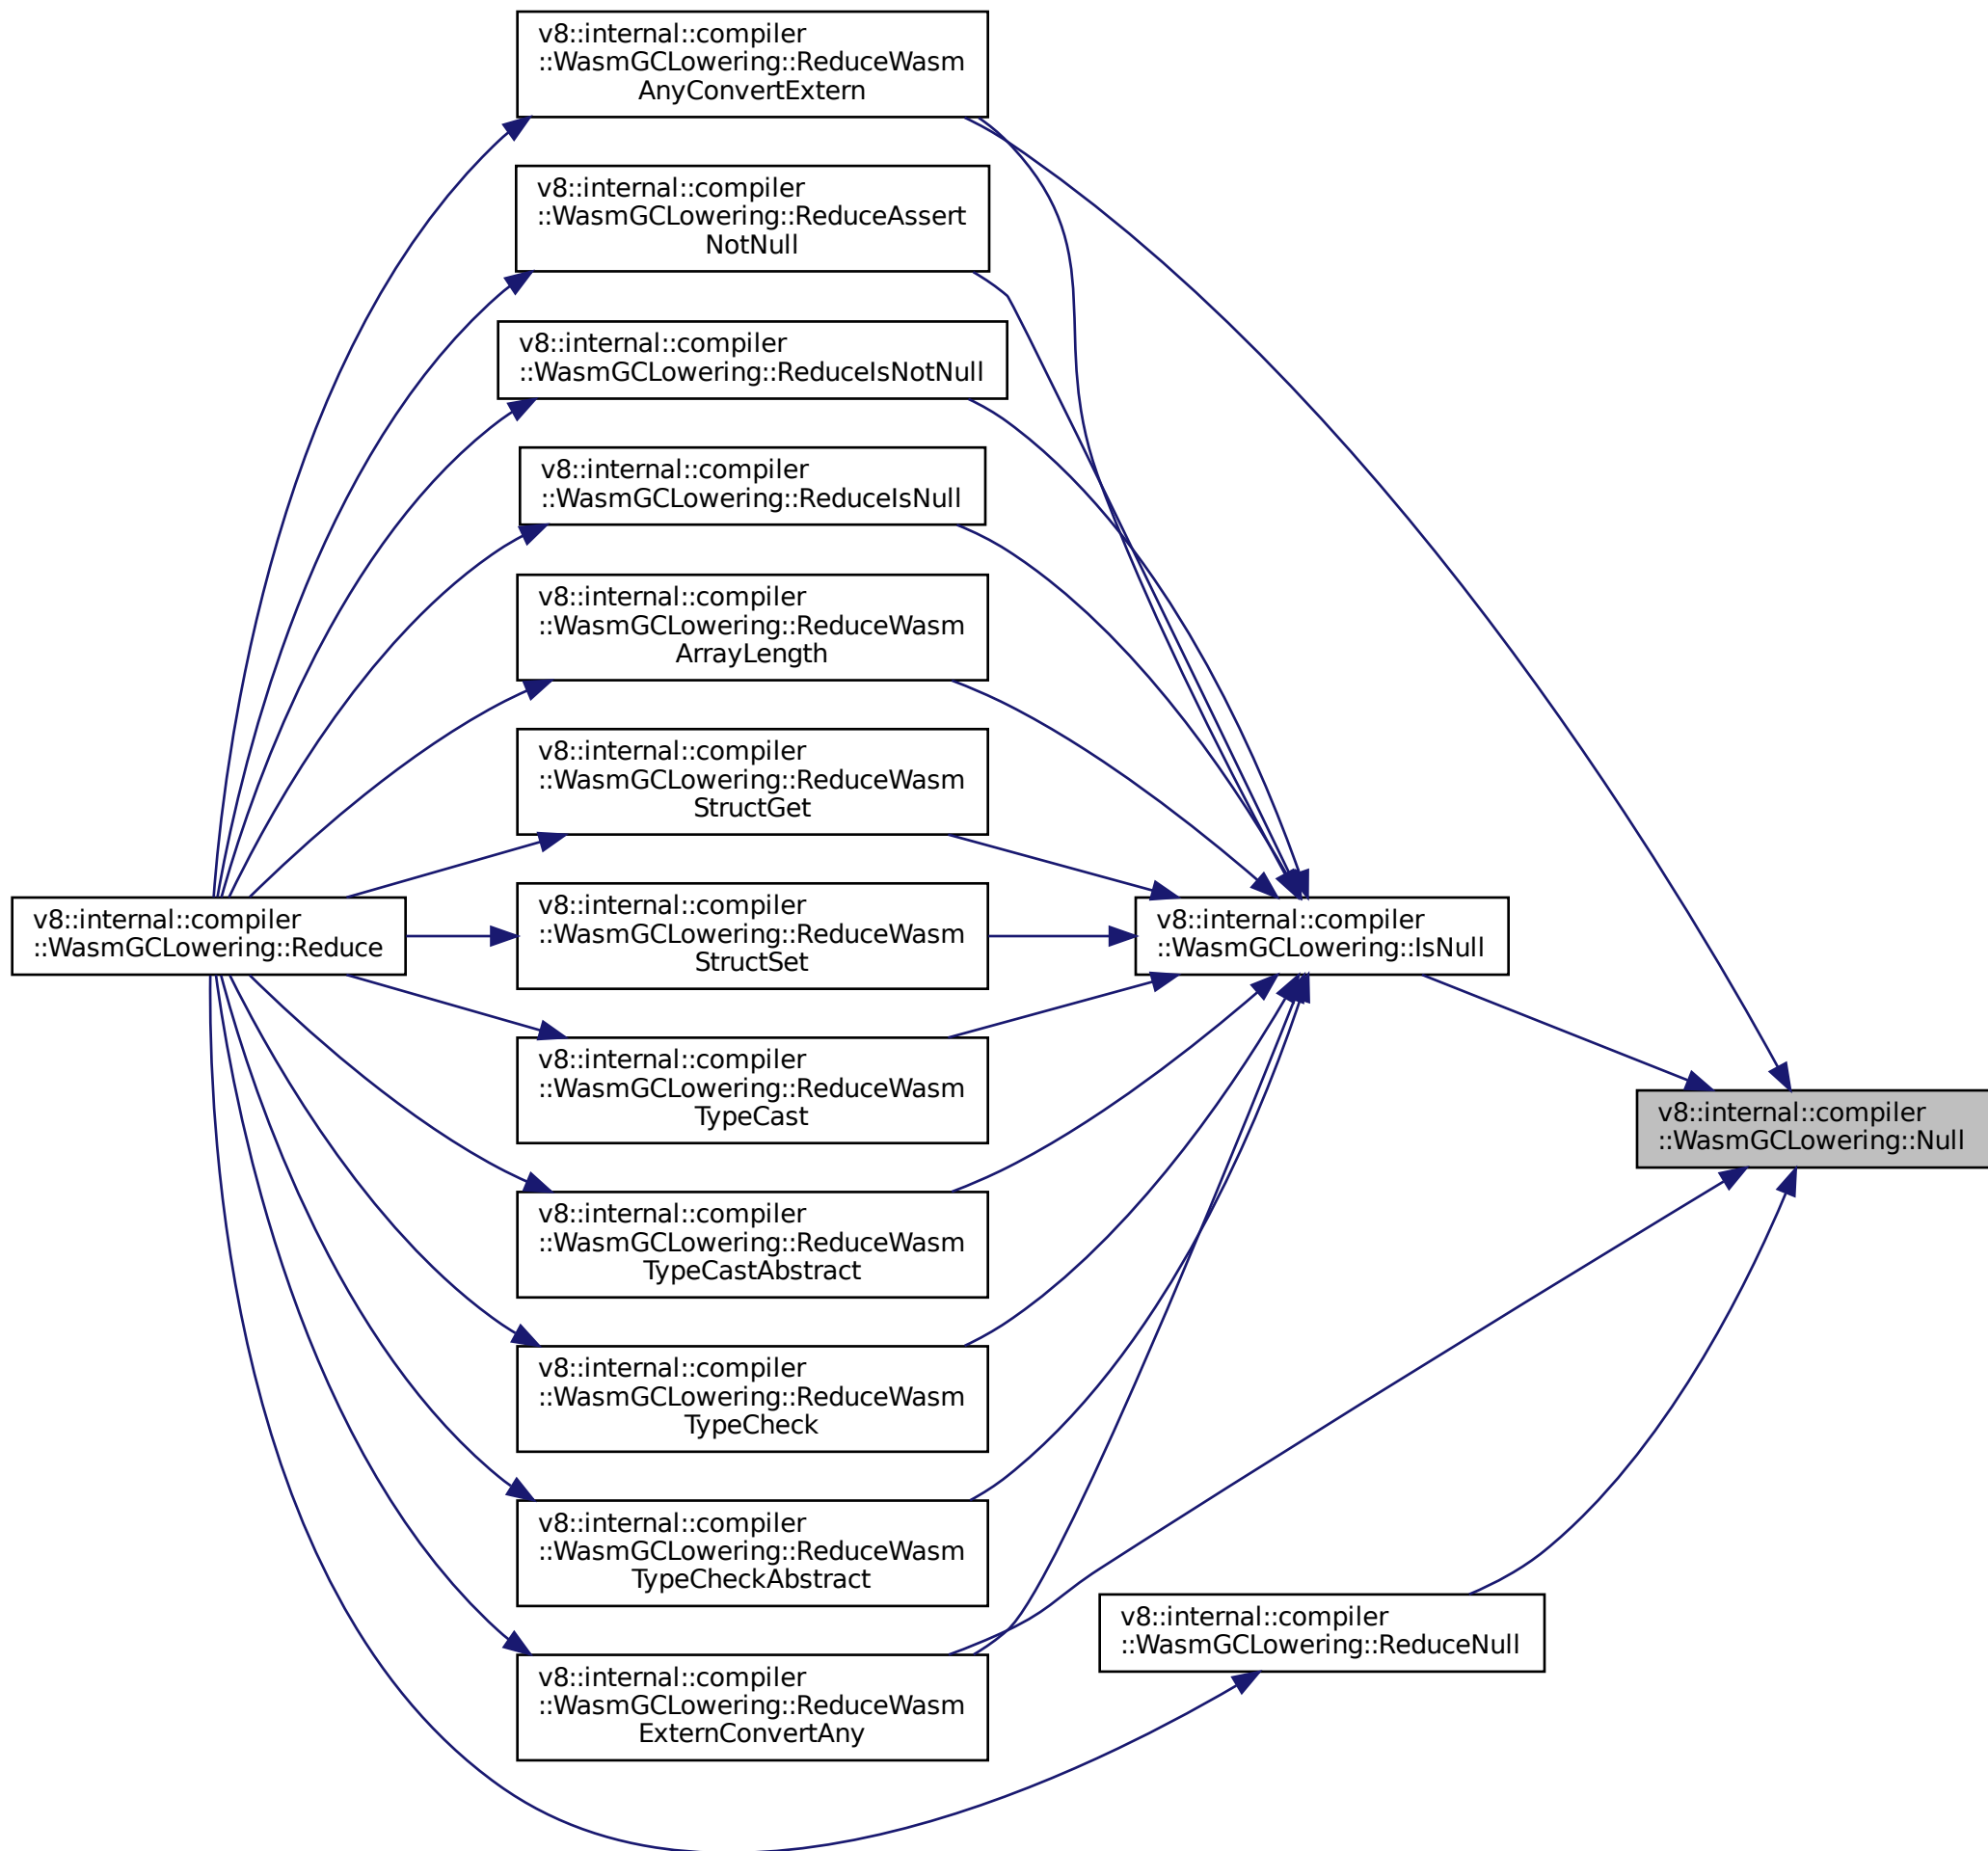 v8::internal::compiler
::WasmGCLowering::ReduceWasm
AnyConvertExtern
v8::internal::compiler
::WasmGCLowering::ReduceAssert
NotNull
v8::internal::compiler
::WasmGCLowering::ReduceIsNotNull
v8::internal::compiler
::WasmGCLowering::ReduceIsNull
v8::internal::compiler
::WasmGCLowering::ReduceWasm
ArrayLength
v8::internal::compiler
::WasmGCLowering::ReduceWasm
StructGet
v8::internal::compiler
::WasmGCLowering::Reduce
v8::internal::compiler
::WasmGCLowering::ReduceWasm
StructSet
v8::internal::compiler
::WasmGCLowering::IsNull
v8::internal::compiler
::WasmGCLowering::ReduceWasm
TypeCast
v8::internal::compiler
::WasmGCLowering::Null
v8::internal::compiler
::WasmGCLowering::ReduceWasm
TypeCastAbstract
v8::internal::compiler
::WasmGCLowering::ReduceWasm
TypeCheck
v8::internal::compiler
::WasmGCLowering::ReduceWasm
TypeCheckAbstract
v8::internal::compiler
::WasmGCLowering::ReduceNull
v8::internal::compiler
::WasmGCLowering::ReduceWasm
ExternConvertAny